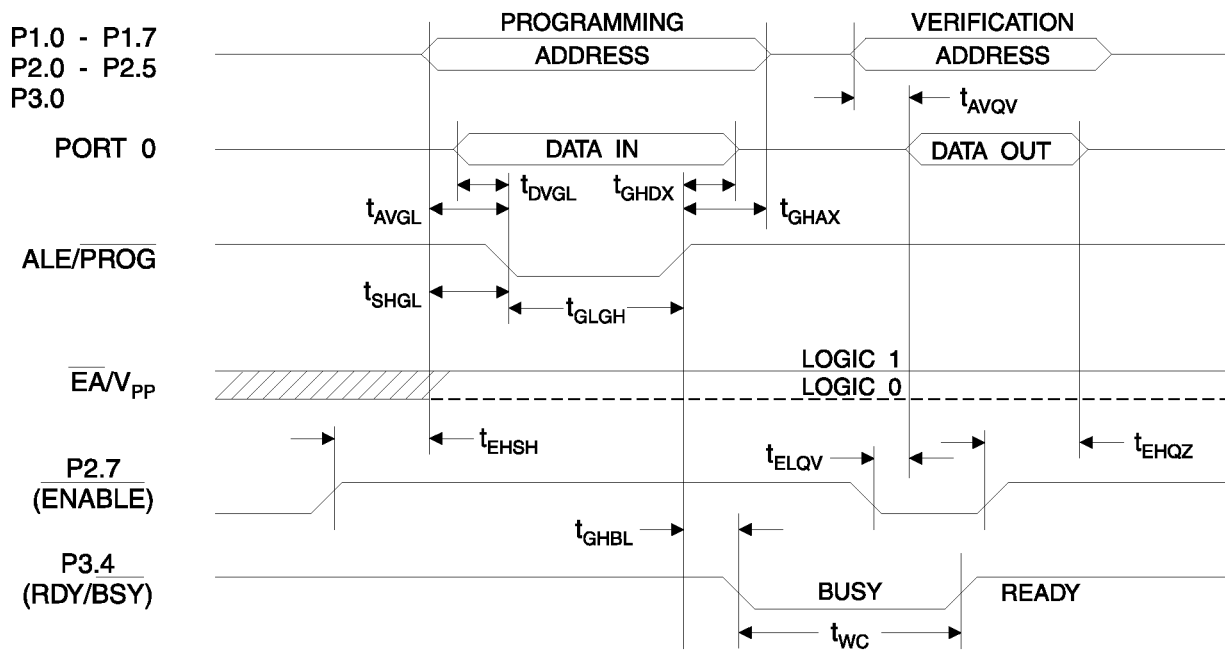 PROGRAMMING
VERIFICATION
P1.0 - P1.7
P2.0 - P2.5
P3.0
ADDRESS
ADDRESS
tAVQV
PORT 0
DATA IN
DATA OUT
tDVGL
tGHDX
tAVGL
tGHAX
ALE/PROG
tSHGL
tGLGH
LOGIC 1
EA/VPP
LOGIC 0
tEHSH
tELQV
tEHQZ
P2.7
(ENABLE)
tGHBL
P3.4
(RDY/BSY)
BUSY
READY
tWC